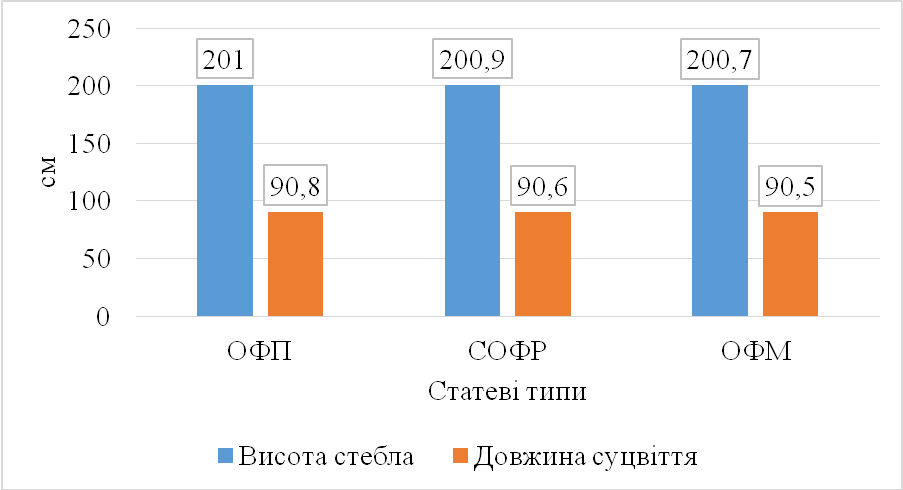 250
200
150
100
50
0
см
201
90,8
200,9
90,6
200,7
90,5
ОФП
СОФР
ОФМ
Статеві типи
Висота стебла
Довжина суцвіття